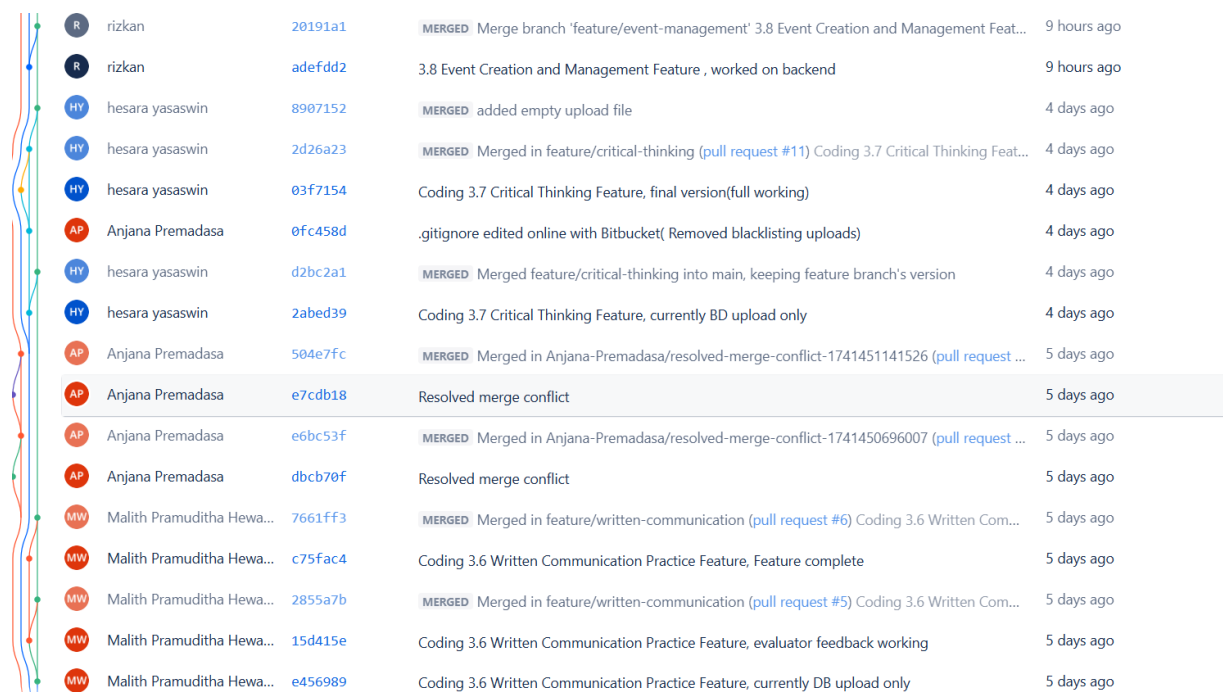 R rizkan 20191a1 MERGED Merge branch 'feature/event-management' 3.8 Event Creation and Management Feat... 9 hours ago
R rizkan adefdd2 3.8 Event Creation and Management Feature , worked on backend 9 hours ago
HY hesara yasaswin 8907152 MERGED added empty upload file 4 days ago
HY hesara yasaswin 2d26a23 MERGED Merged in feature/critical-thinking (pull request #11) Coding 3.7 Critical Thinking Feat... 4 days ago
HY hesara yasaswin 03f7154 Coding 3.7 Critical Thinking Feature, final version(full working) 4 days ago
AP Anjana Premadasa 0fc458d .gitignore edited online with Bitbucket( Removed blacklisting uploads) 4 days ago
HY hesara yasaswin d2bc2a1 MERGED Merged feature/critical-thinking into main, keeping feature branch's version 4 days ago
HY hesara yasaswin 2abed39 Coding 3.7 Critical Thinking Feature, currently BD upload only 4 days ago
AP Anjana Premadasa 504e7fc MERGED Merged in Anjana-Premadasa/resolved-merge-conflict-1741451141526 (pull request ... 5 days ago
AP Anjana Premadasa e7cdb18 Resolved merge conflict 5 days ago
AP Anjana Premadasa e6bc53f MERGED Merged in Anjana-Premadasa/resolved-merge-conflict-1741450696007 (pull request ... 5 days ago
AP Anjana Premadasa dbcb70f Resolved merge conflict 5 days ago
MW Malith Pramuditha Hewa... 7661ff3 MERGED Merged in feature/written-communication (pull request #6) Coding 3.6 Written Com... 5 days ago
MW Malith Pramuditha Hewa... c75fac4 Coding 3.6 Written Communication Practice Feature, Feature complete 5 days ago
MW Malith Pramuditha Hewa... 2855a7b MERGED Merged in feature/written-communication (pull request #5) Coding 3.6 Written Com... 5 days ago
MW Malith Pramuditha Hewa... 15d415e Coding 3.6 Written Communication Practice Feature, evaluator feedback working 5 days ago
MW Malith Pramuditha Hewa... e456989 Coding 3.6 Written Communication Practice Feature, currently DB upload only 5 days ago